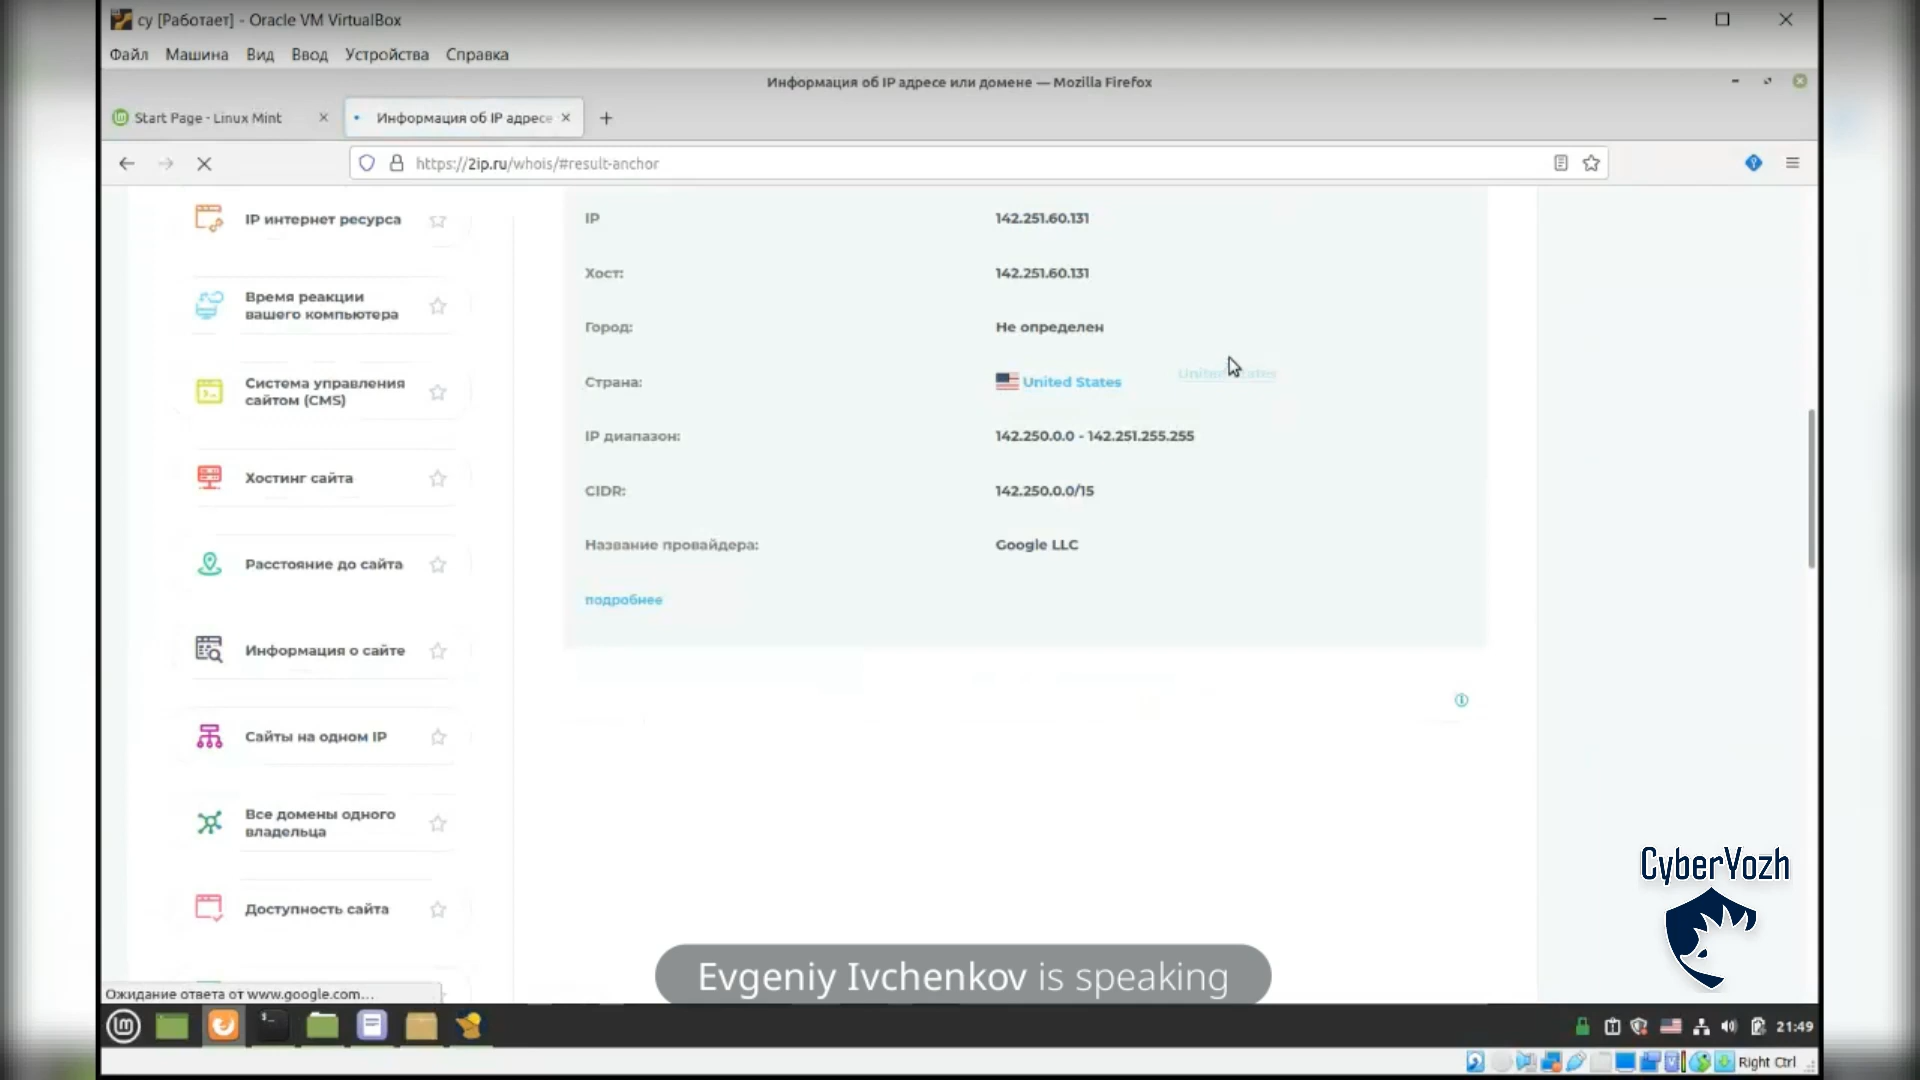 су [Работает] - Oracle VM VirtualBox
Файл Машина Вид Ввод Устройства Справка
Информация об IP адресе или домене — Mozilla Firefox
Start Page - Linux Mint
Информация об IP адресе
https://2ip.ru/whois/#result-anchor
IP интернет ресурса
Время реакции
вашего компьютера
Система управления
сайтом (CMS)
Хостинг сайта
Расстояние до сайта
Информация о сайте
Сайты на одном IP
Все домены одного
владельца
Доступность сайта
IP 142.251.60.131
Хост: 142.251.60.131
Город: Не определен
Страна: United States
United States
IP диапазон: 142.250.0.0 - 142.251.255.255
CIDR: 142.250.0.0/15
Название провайдера: Google LLC
подробнее
CyberYozh
Evgeniy Ivchenkov is speaking
Ожидание ответа от www.google.com...
21:49
Right Ctrl